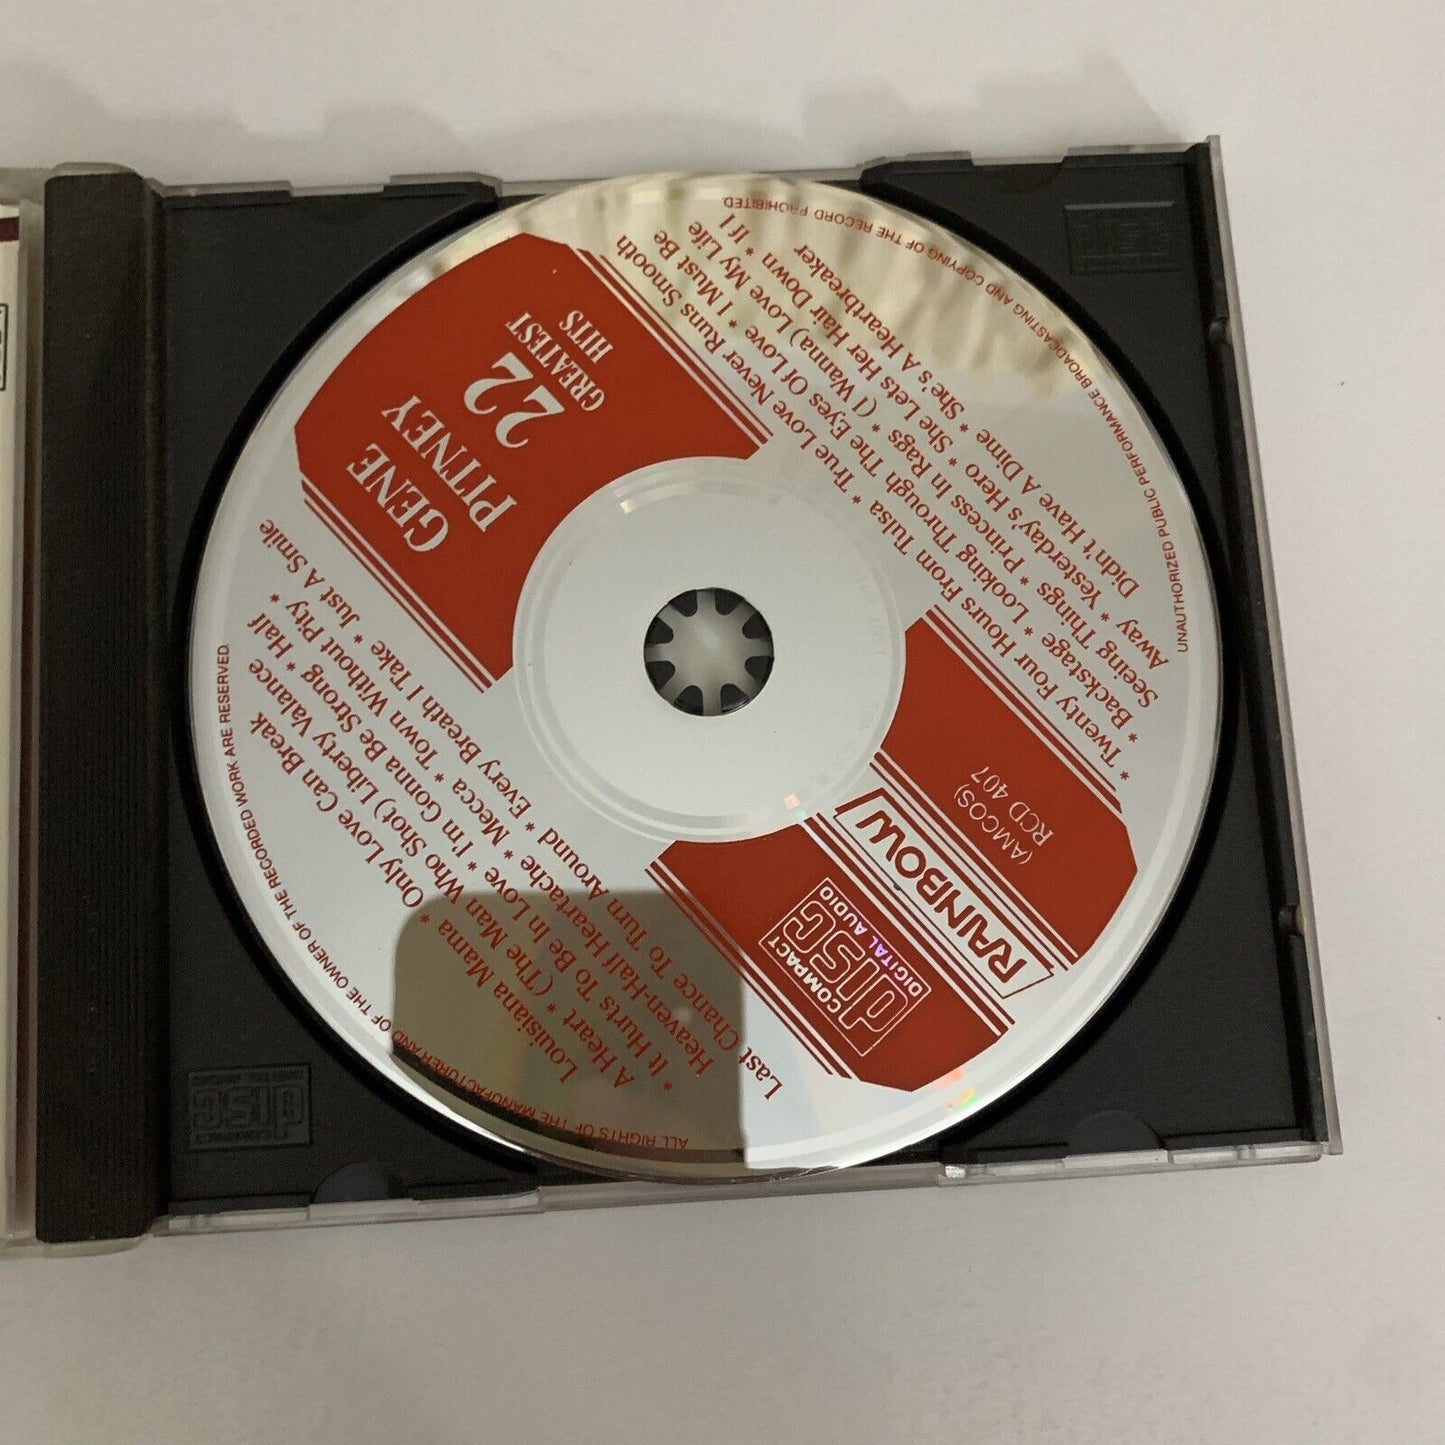 GENE
PITNEY
22
GREATEST
HITS
Louisiana Mama * Only Love Can Break
A Heart * (The Man Who Shot) Liberty Valance
* It Hurts To Be In Love * I'm Gonna Be Strong * Half
Heaven-Half Heartache * Mecca * Town Without Pity *
Last Chance To Turn Around * Every Breath I Take * Just A Smile
* Twenty Four Hours From Tulsa * True Love Never Runs Smooth
Backstage * Looking Through The Eyes Of Love * I Must Be
Seeing Things * Princess In Rags * (I Wanna) Love My Life
Away * Yesterday's Hero * She Lets Her Hair Down * If I
Didn't Have A Dime * She's A Heartbreaker
COMPACT
disc
DIGITAL AUDIO
RAINBOW
(AMCOS)
RCD 407
ALL RIGHTS OF THE MANUFACTURER AND OF THE OWNER OF THE RECORDED WORK ARE RESERVED.
UNAUTHORIZED PUBLIC PERFORMANCE BROADCASTING AND COPYING OF THE RECORD PROHIBITED.
COMPACT
disc
disc